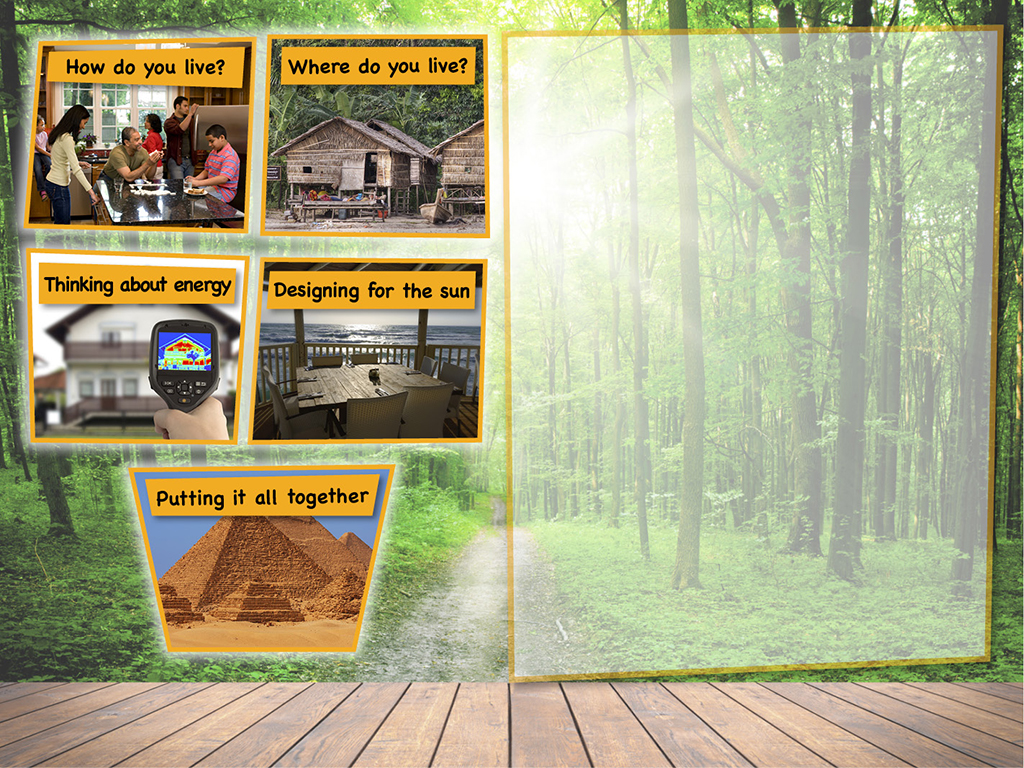 How do you live?
Where do you live?
Thinking about energy
Designing for the sun
Putting it all together